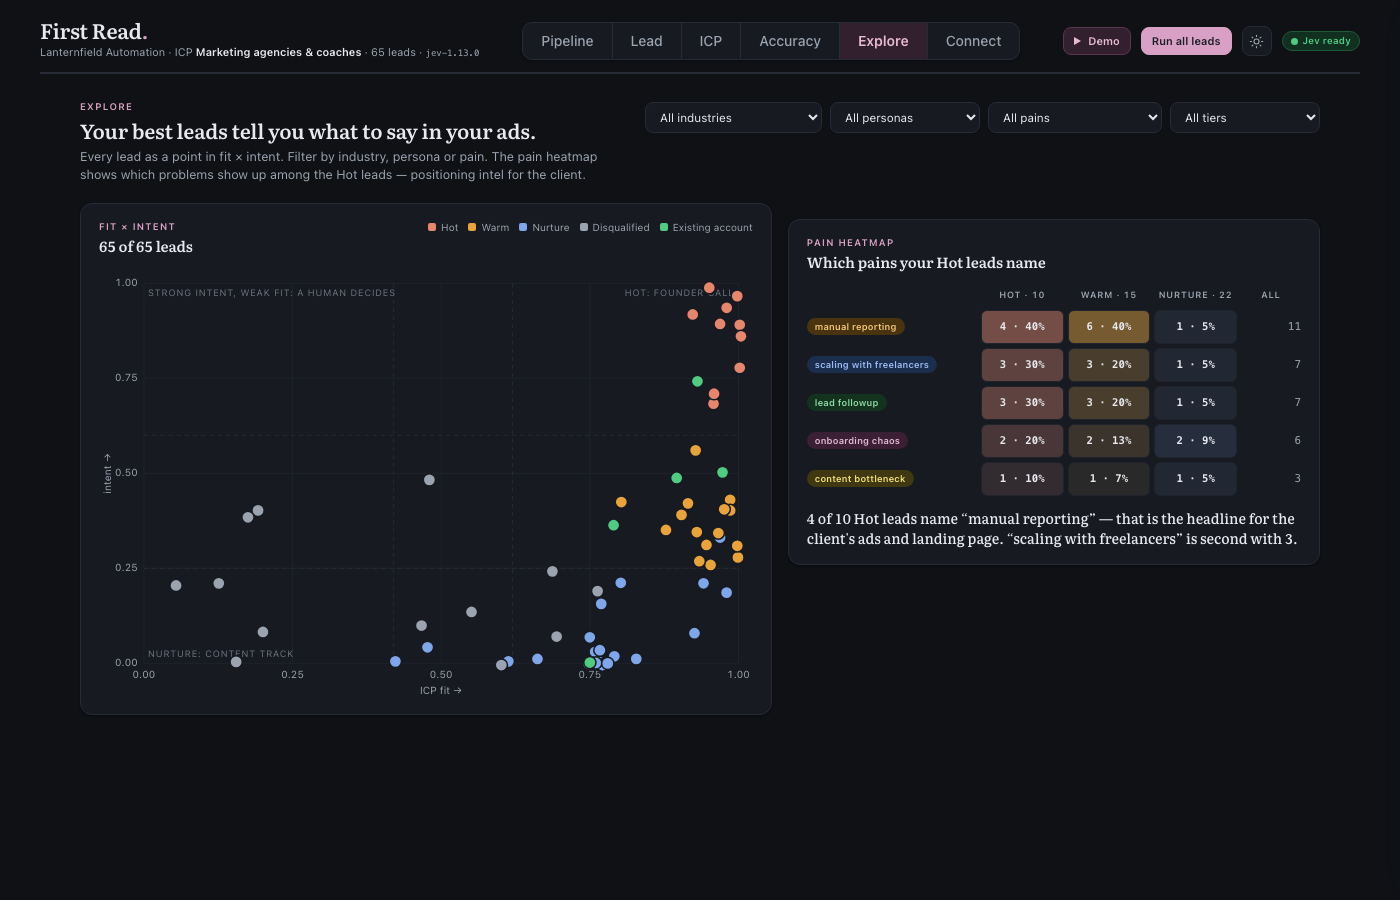 First Read.
Lanternfield Automation · ICP Marketing agencies & coaches · 65 leads · jev-1.13.0
Pipeline
Lead
ICP
Accuracy
Explore
Connect
Demo
Run all leads
Jev ready
EXPLORE
Your best leads tell you what to say in your ads.
Every lead as a point in fit × intent. Filter by industry, persona or pain. The pain heatmap
shows which problems show up among the Hot leads — positioning intel for the client.
All industries
All personas
All pains
All tiers
FIT × INTENT
65 of 65 leads
Hot
Warm
Nurture
Disqualified
Existing account
STRONG INTENT, WEAK FIT: A HUMAN DECIDES
HOT: FOUNDER CALL
NURTURE: CONTENT TRACK
1.00
0.75
0.50
0.25
0.00
intent →
0.00
0.25
0.50
0.75
1.00
ICP fit →
PAIN HEATMAP
Which pains your Hot leads name
HOT · 10 WARM · 15 NURTURE · 22 ALL
manual reporting 4 · 40% 6 · 40% 1 · 5% 11
scaling with freelancers 3 · 30% 3 · 20% 1 · 5% 7
lead followup 3 · 30% 3 · 20% 1 · 5% 7
onboarding chaos 2 · 20% 2 · 13% 2 · 9% 6
content bottleneck 1 · 10% 1 · 7% 1 · 5% 3
4 of 10 Hot leads name “manual reporting” — that is the headline for the
client's ads and landing page. “scaling with freelancers” is second with 3.